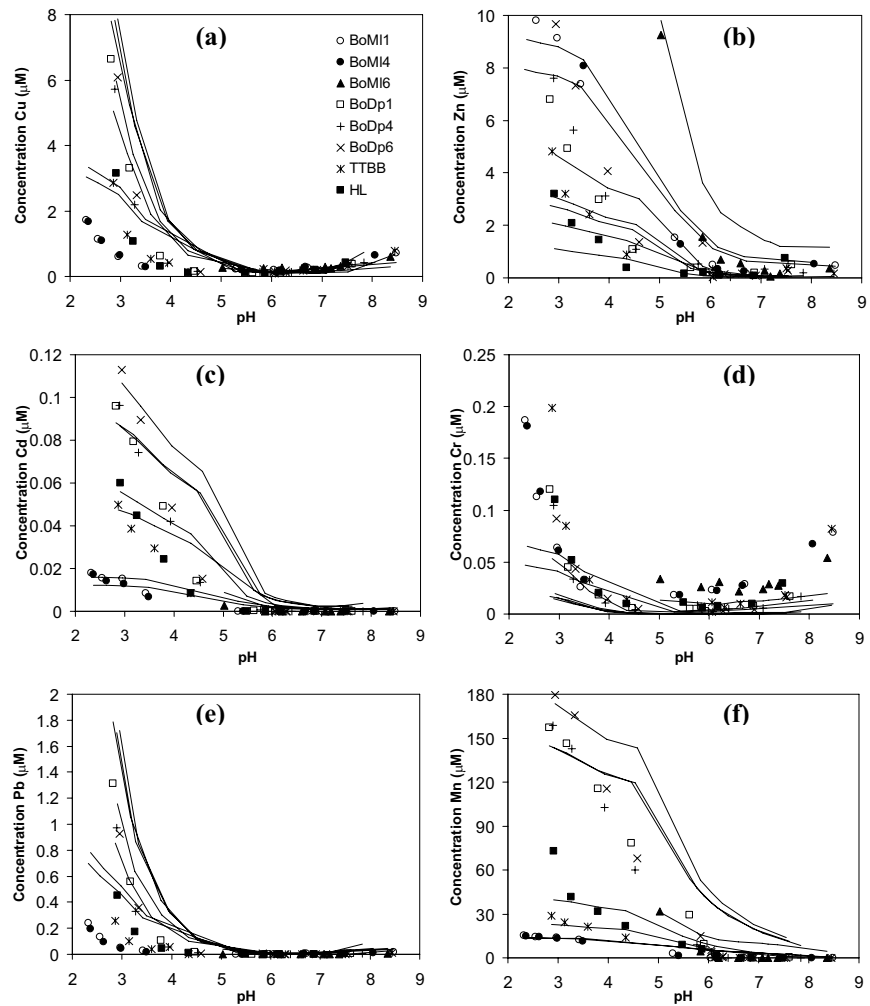 (a)
(b)
Concentration Cu (μM)
8
6
4
2
0
2 3 4 5 6 7 8 9
pH
BoMI1
BoMI4
BoMI6
BoDp1
BoDp4
BoDp6
TTBB
HL
Concentration Zn (μM)
10
8
6
4
2
0
2 3 4 5 6 7 8 9
pH
(c)
(d)
Concentration Cd (μM)
0.12
0.1
0.08
0.06
0.04
0.02
0
2 3 4 5 6 7 8 9
pH
Concentration Cr (μM)
0.25
0.2
0.15
0.1
0.05
0
2 3 4 5 6 7 8 9
pH
(e)
(f)
Concentration Pb (μM)
2
1.8
1.6
1.4
1.2
1
0.8
0.6
0.4
0.2
0
2 3 4 5 6 7 8 9
pH
Concentration Mn (μM)
180
150
120
90
60
30
0
2 3 4 5 6 7 8 9
pH